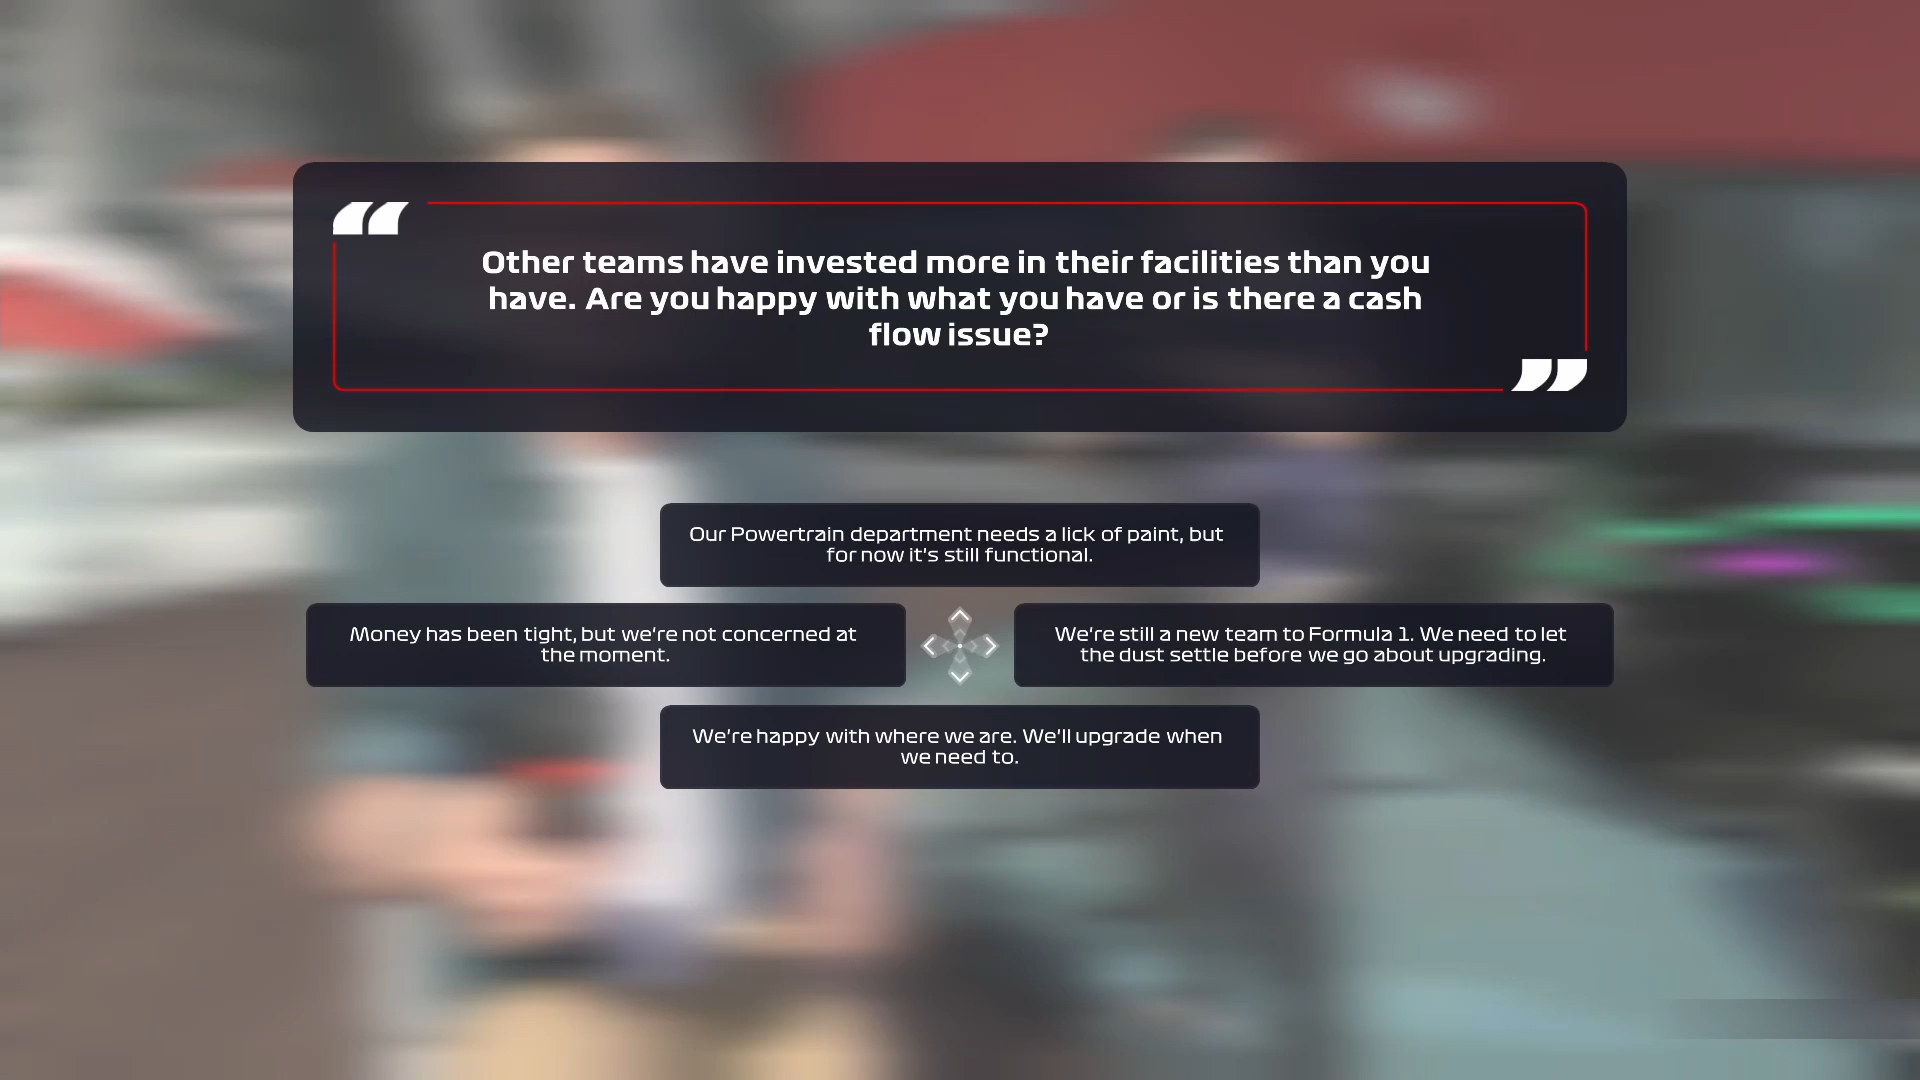 Other teams have invested more in their facilities than you
have. Are you happy with what you have or is there a cash
flow issue?
Our Powertrain department needs a lick of paint, but
for now it's still functional.
Money has been tight, but we're not concerned at
the moment.
We're still a new team to Formula 1. We need to let
the dust settle before we go about upgrading.
We're happy with where we are. We'll upgrade when
we need to.